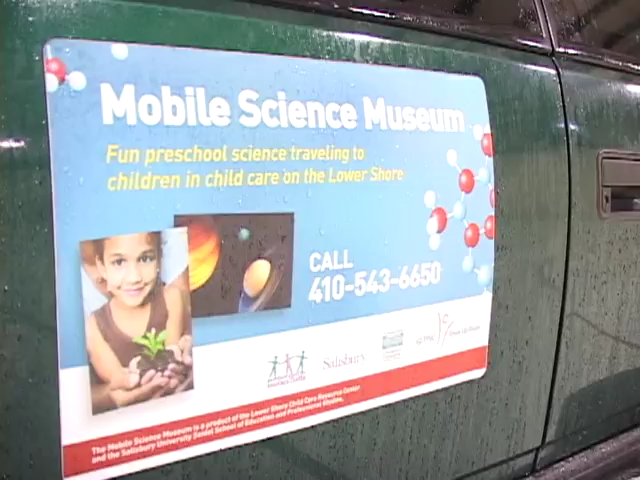 Mobile Science Museum
Fun preschool science traveling to
children in child care on the Lower Shore
CALL
410-543-6650
Salisbury
The Mobile Science Museum is a product of the Lower Shore Child Care Resource Center
and the Salisbury University Seidel School of Education and Professional Studies.